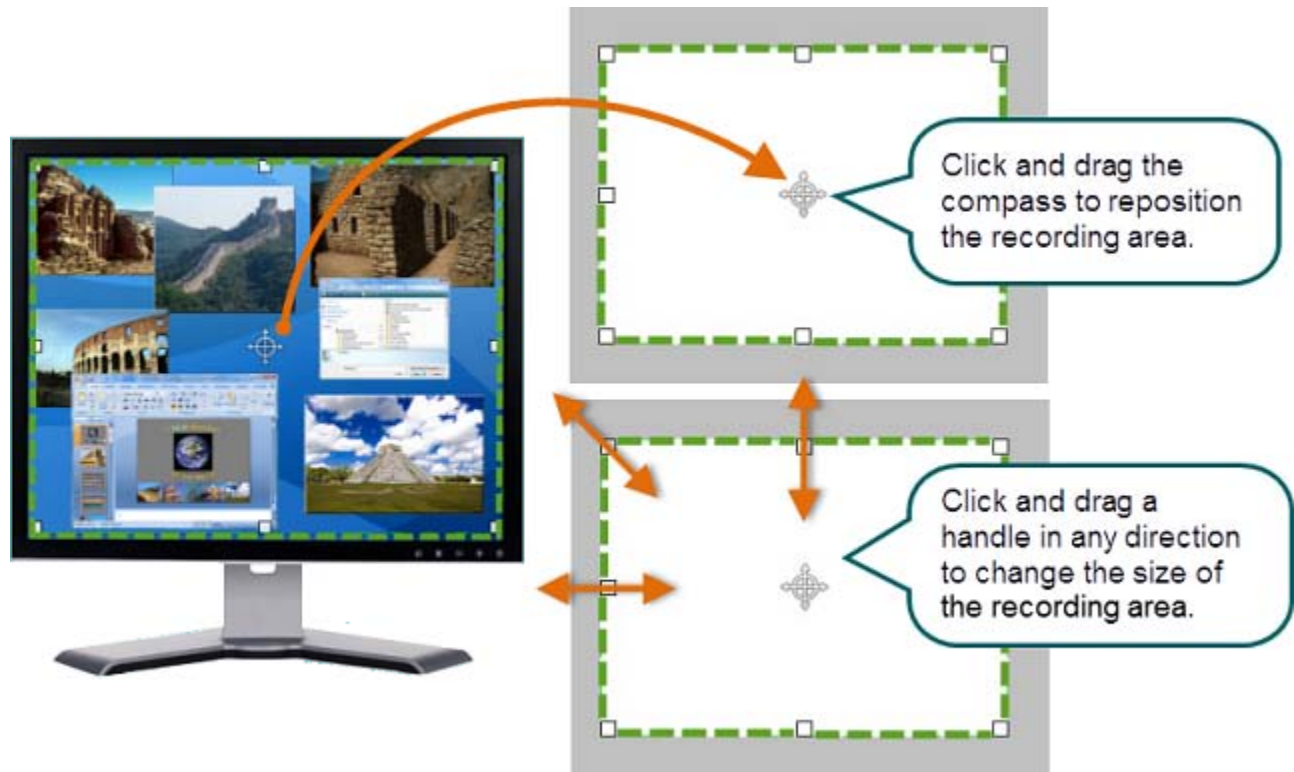 Click and drag the
compass to reposition
the recording area.
Click and drag a
handle in any direction
to change the size of
the recording area.